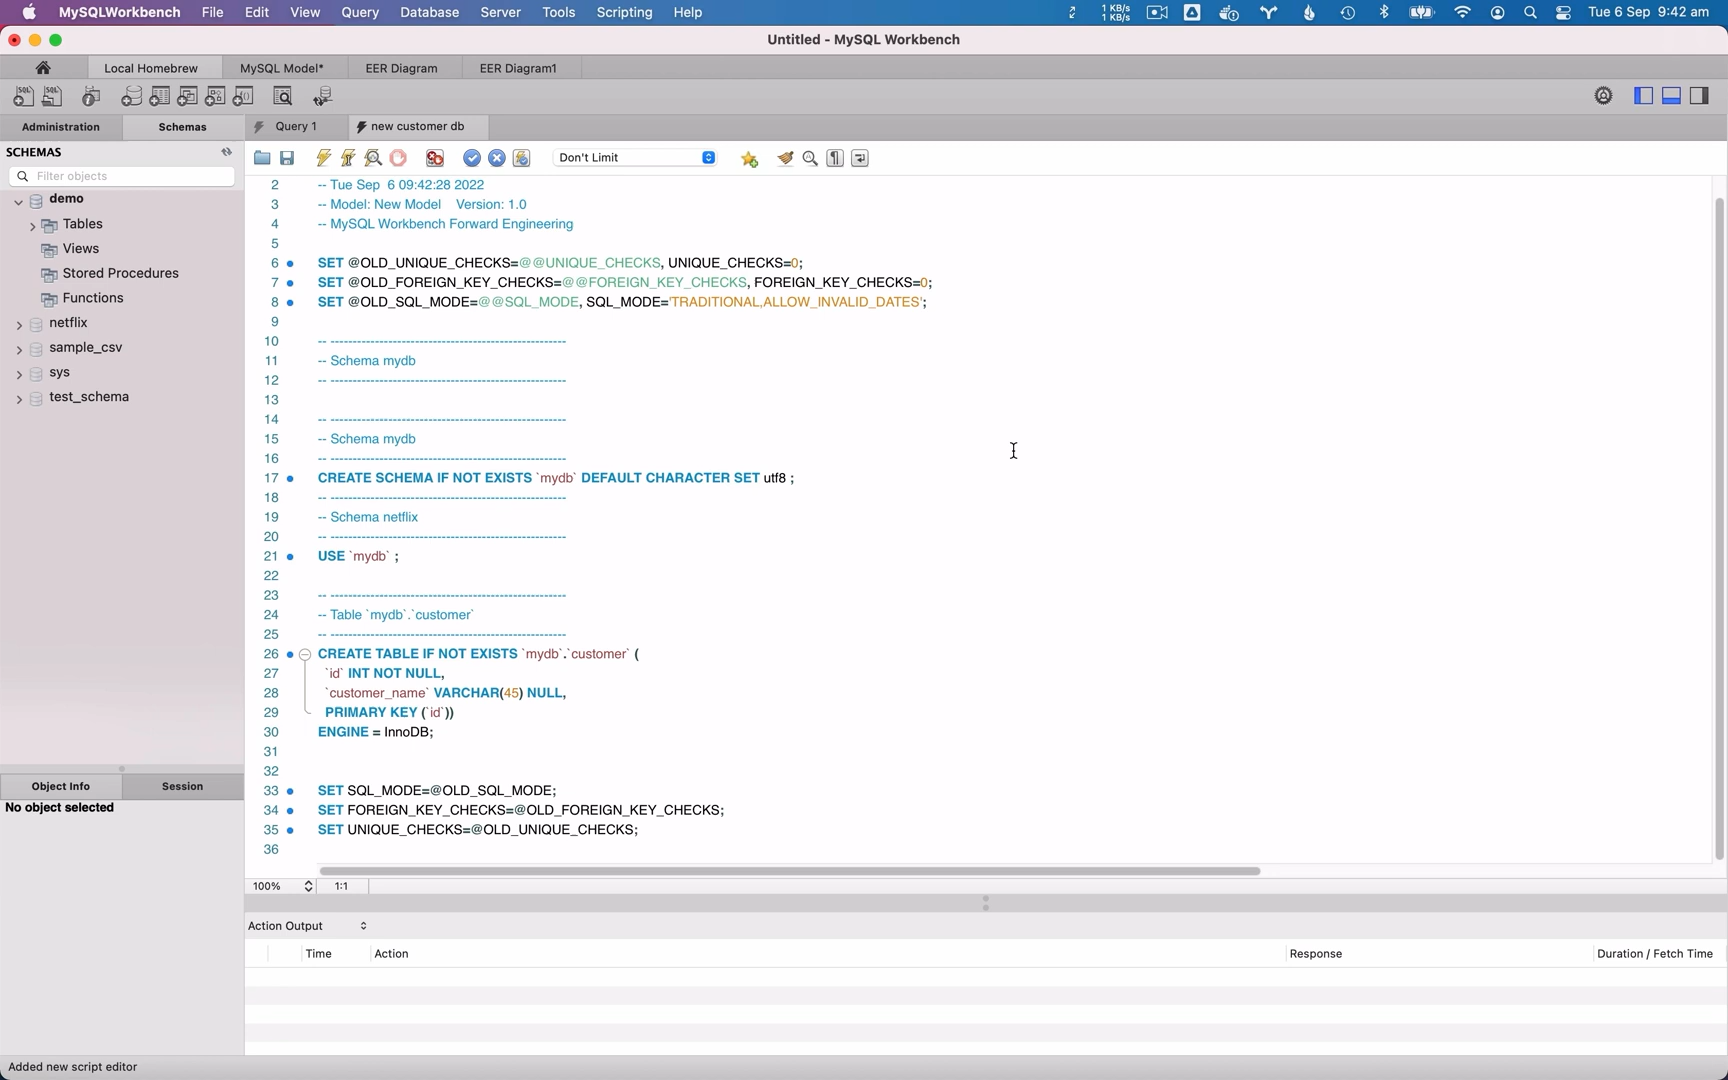 MySQLWorkbench File Edit View Query Database Server Tools Scripting Help 1 KB/s 1 KB/s Tue 6 Sep 9:42 am
Untitled - MySQL Workbench
Local Homebrew MySQL Model* EER Diagram EER Diagram1
Administration Schemas Query 1 new customer db
SCHEMAS
Don't Limit
Filter objects
demo
Tables
Views
Stored Procedures
Functions
netflix
sample_csv
sys
test_schema
Object Info Session
No object selected
2 -- Tue Sep  6 09:42:28 2022
3 -- Model: New Model    Version: 1.0
4 -- MySQL Workbench Forward Engineering
5
6 SET @OLD_UNIQUE_CHECKS=@@UNIQUE_CHECKS, UNIQUE_CHECKS=0;
7 SET @OLD_FOREIGN_KEY_CHECKS=@@FOREIGN_KEY_CHECKS, FOREIGN_KEY_CHECKS=0;
8 SET @OLD_SQL_MODE=@@SQL_MODE, SQL_MODE='TRADITIONAL,ALLOW_INVALID_DATES';
9
10 -- -----------------------------------------------------
11 -- Schema mydb
12 -- -----------------------------------------------------
13
14 -- -----------------------------------------------------
15 -- Schema mydb
16 -- -----------------------------------------------------
17 CREATE SCHEMA IF NOT EXISTS `mydb` DEFAULT CHARACTER SET utf8 ;
18 -- -----------------------------------------------------
19 -- Schema netflix
20 -- -----------------------------------------------------
21 USE `mydb` ;
22
23 -- -----------------------------------------------------
24 -- Table `mydb`.`customer`
25 -- -----------------------------------------------------
26 CREATE TABLE IF NOT EXISTS `mydb`.`customer` (
27 `id` INT NOT NULL,
28 `customer_name` VARCHAR(45) NULL,
29 PRIMARY KEY (`id`))
30 ENGINE = InnoDB;
31
32
33 SET SQL_MODE=@OLD_SQL_MODE;
34 SET FOREIGN_KEY_CHECKS=@OLD_FOREIGN_KEY_CHECKS;
35 SET UNIQUE_CHECKS=@OLD_UNIQUE_CHECKS;
36
100% 1:1
Action Output
Time Action Response Duration / Fetch Time
Added new script editor